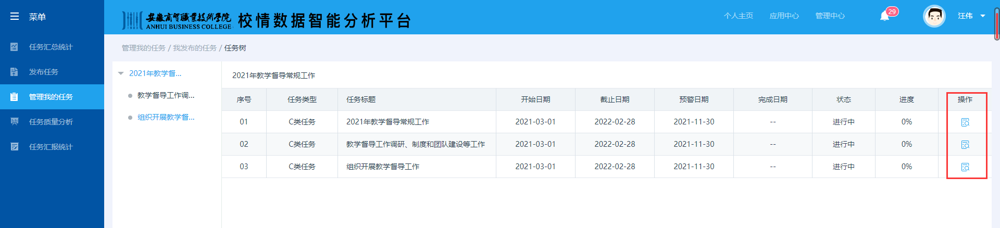 菜单
安徽商贸职业技术学院
ANHUI BUSINESS COLLEGE
校情数据智能分析平台
个人主页 应用中心 管理中心 29 汪伟
任务汇总统计
发布任务
管理我的任务
任务质量分析
任务汇报统计
管理我的任务 / 我发布的任务 / 任务树
2021年教学督...
教学督导工作调...
组织开展教学督...
2021年教学督导常规工作
序号 任务类型 任务标题 开始日期 截止日期 预警日期 完成日期 状态 进度 操作
01 C类任务 2021年教学督导常规工作 2021-03-01 2022-02-28 2021-11-30 -- 进行中 0%
02 C类任务 教学督导工作调研、制度和团队建设等工作 2021-03-01 2022-02-28 2021-11-30 -- 进行中 0%
03 C类任务 组织开展教学督导工作 2021-03-01 2022-02-28 2021-11-30 -- 进行中 0%